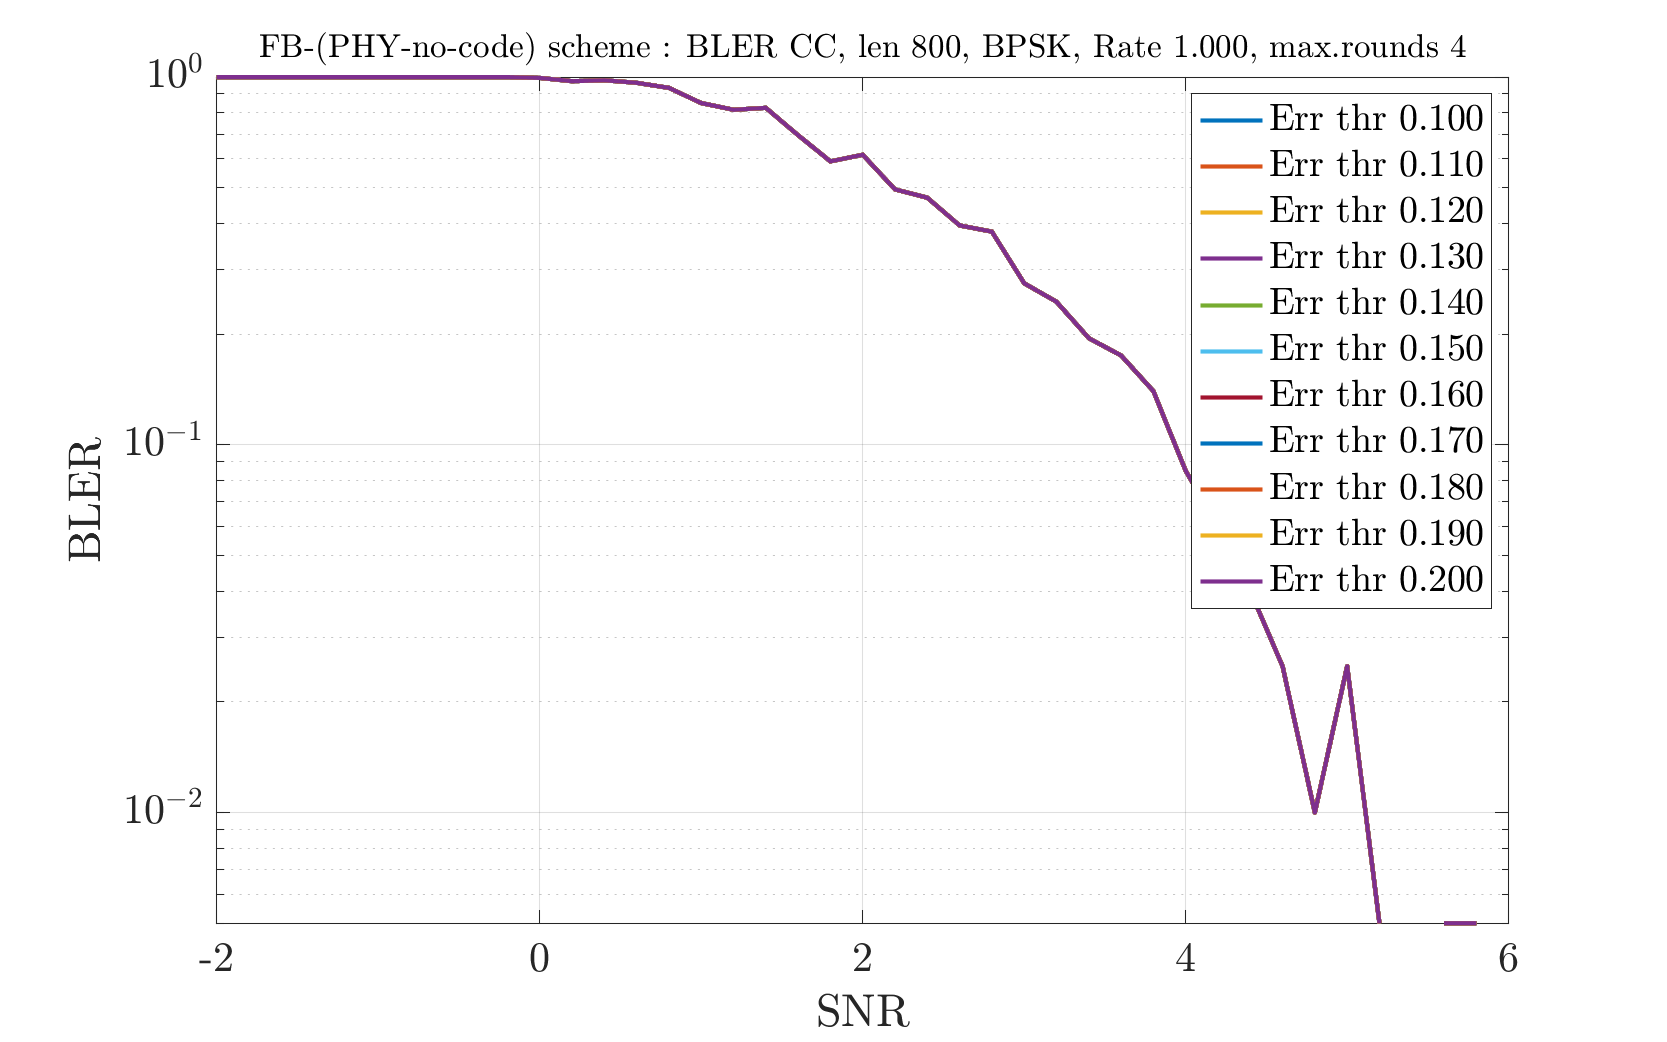 FB-(PHY-no-code) scheme : BLER CC, len 800, BPSK, Rate 1.000, max.rounds 4
10^0
10^-1
10^-2
BLER
Err thr 0.100
Err thr 0.110
Err thr 0.120
Err thr 0.130
Err thr 0.140
Err thr 0.150
Err thr 0.160
Err thr 0.170
Err thr 0.180
Err thr 0.190
Err thr 0.200
-2 0 2 4 6
SNR